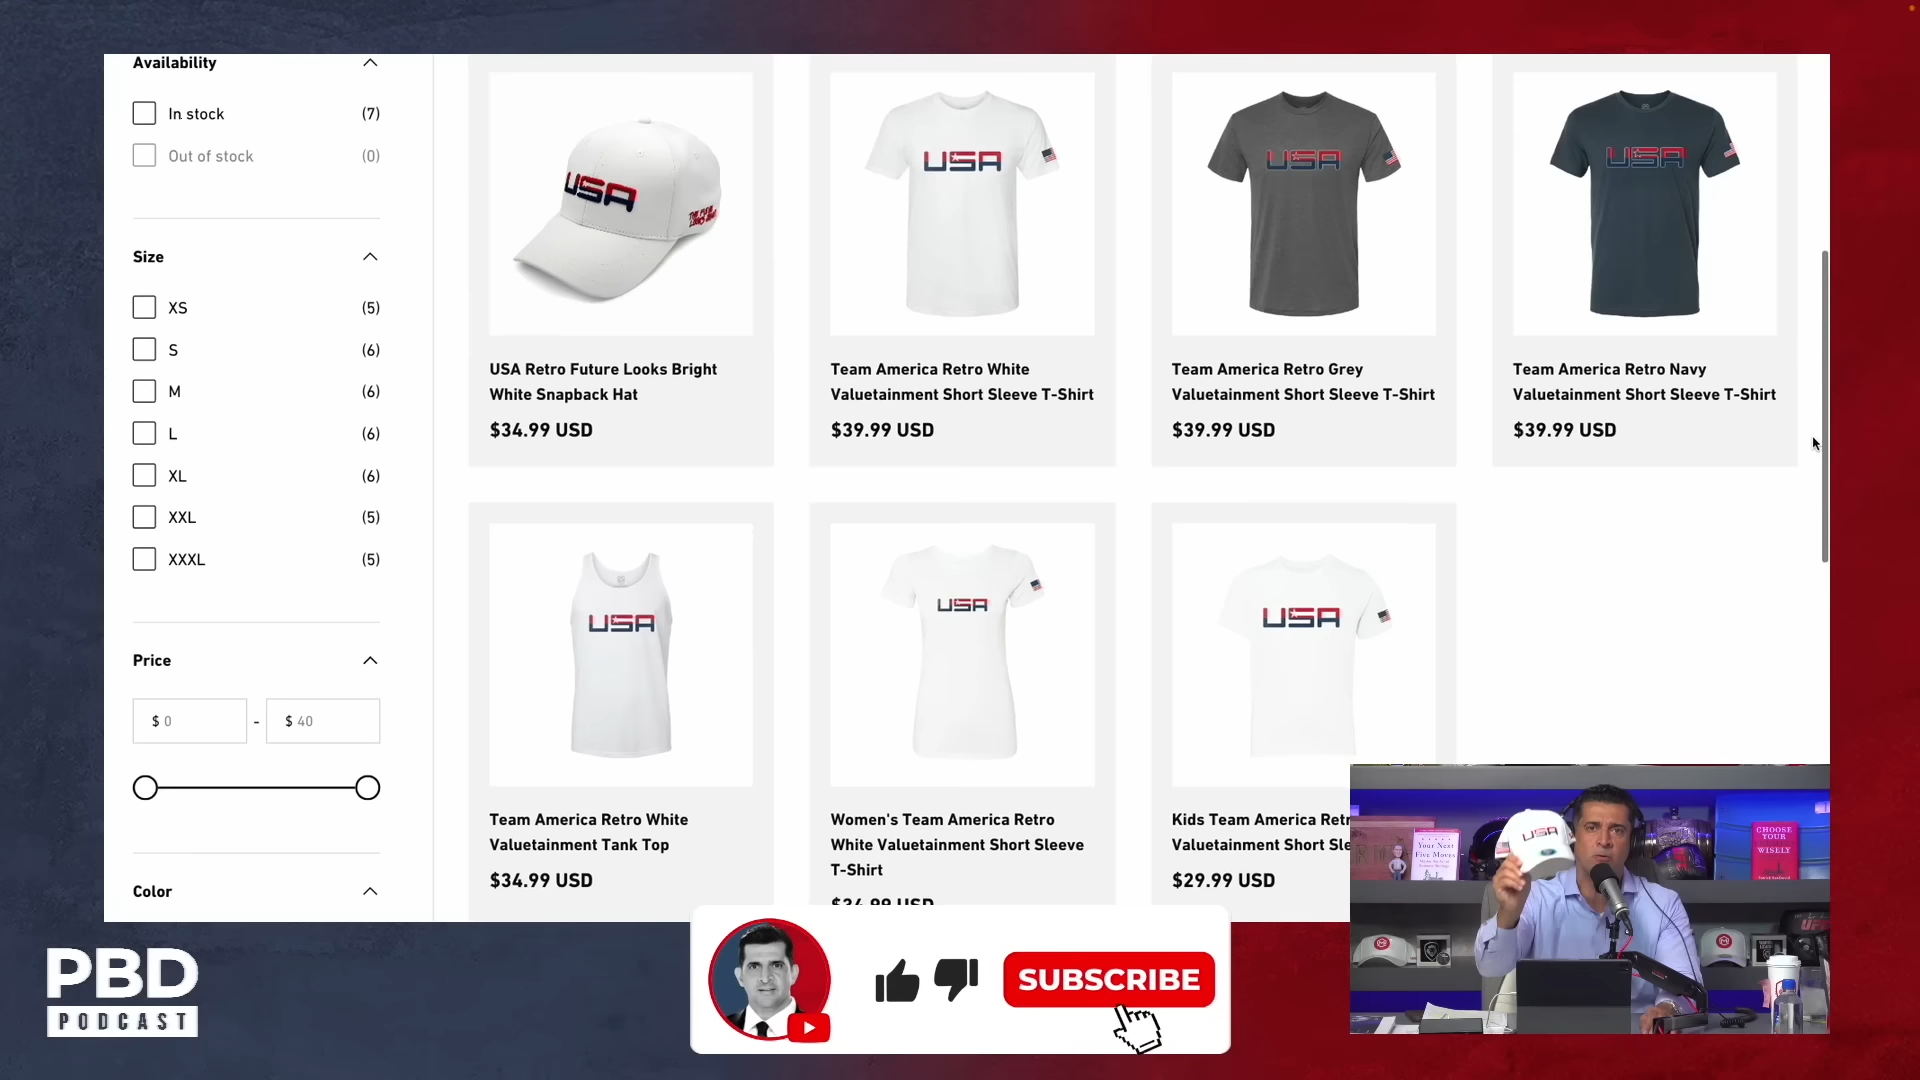 Availability
In stock (7)
Out of stock (0)
Size
XS (5)
S (6)
M (6)
L (6)
XL (6)
XXL (5)
XXXL (5)
Price
$ 0 - $ 40
Color
USA
USA
USA
USA
USA Retro Future Looks Bright
White Snapback Hat
$34.99 USD
Team America Retro White
Valuetainment Short Sleeve T-Shirt
$39.99 USD
Team America Retro Grey
Valuetainment Short Sleeve T-Shirt
$39.99 USD
Team America Retro Navy
Valuetainment Short Sleeve T-Shirt
$39.99 USD
USA
USA
USA
Team America Retro White
Valuetainment Tank Top
$34.99 USD
Women's Team America Retro
White Valuetainment Short Sleeve
T-Shirt
Kids Team America
Valuetainment Short
$29.99 USD
USA
Your Next
Five Moves
CHOOSE
YOUR
WISELY
PBD
PODCAST
SUBSCRIBE